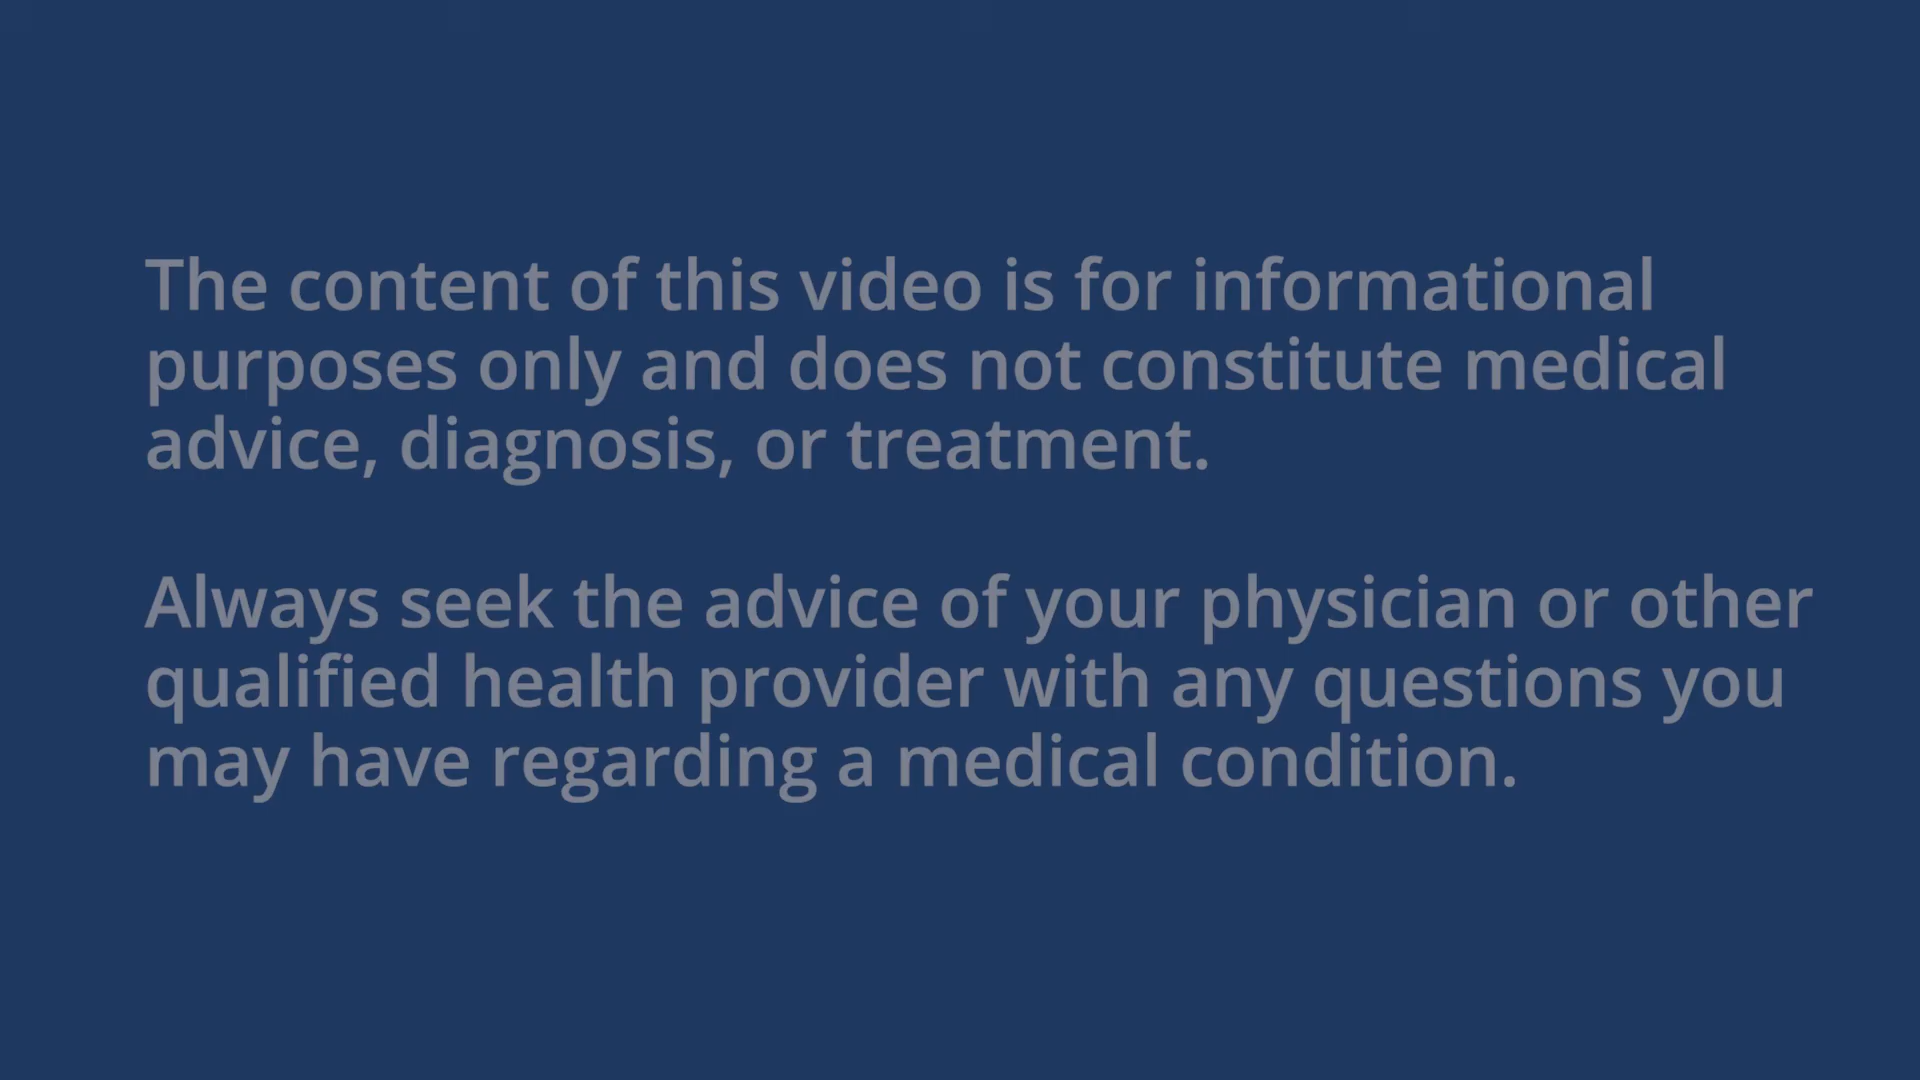 The content of this video is for informational
purposes only and does not constitute medical
advice, diagnosis, or treatment.
Always seek the advice of your physician or other
qualified health provider with any questions you
may have regarding a medical condition.